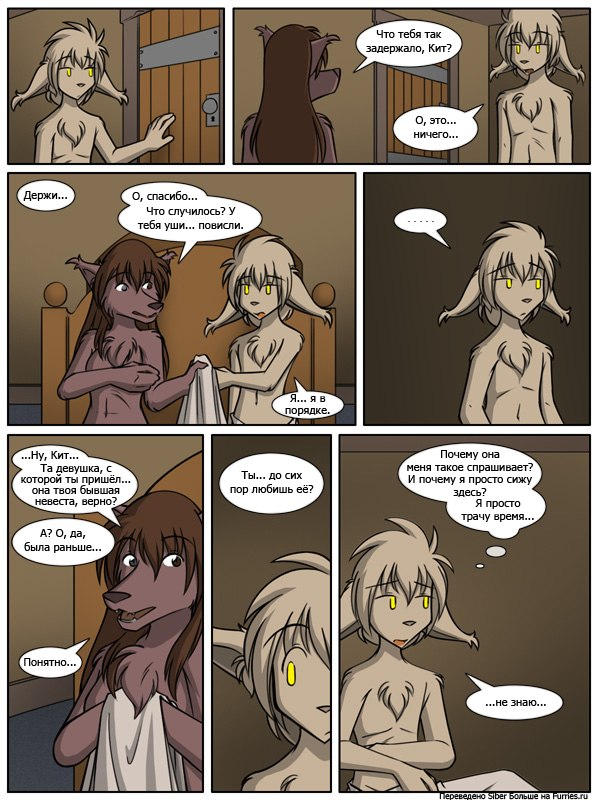 Что тебя так
задержало, Кит?
О, это...
ничего...
Держи...
О, спасибо...
Что случилось? У
тебя уши... повисли.
Я... я в
порядке.
. . . . .
...Ну, Кит...
Та девушка, с
которой ты пришёл...
она твоя бывшая
невеста, верно?
А? О, да,
была раньше...
Понятно...
Ты... до сих
пор любишь её?
Почему она
меня такое спрашивает?
И почему я просто сижу
здесь?
Я просто
трачу время...
...не знаю...
Переведено Siber Больше на Furries.ru